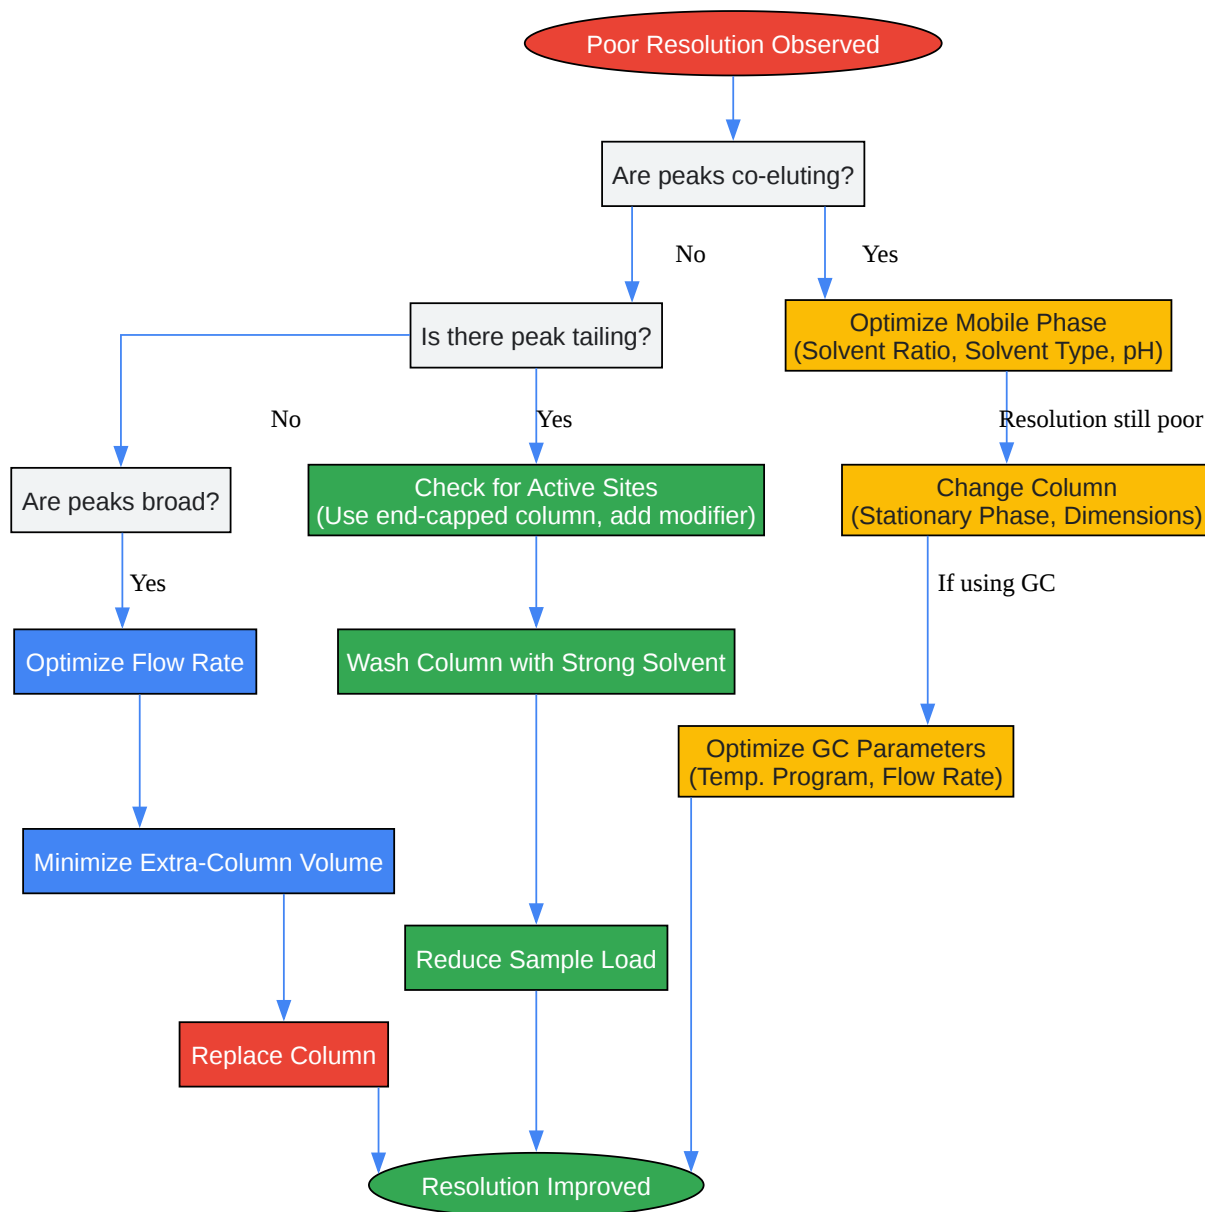 Poor Resolution Observed
Are peaks co-eluting?
No
Yes
Is there peak tailing?
Optimize Mobile Phase
(Solvent Ratio, Solvent Type, pH)
No
Yes
Resolution still poor
Are peaks broad?
Check for Active Sites
(Use end-capped column, add modifier)
Change Column
(Stationary Phase, Dimensions)
Yes
If using GC
Optimize Flow Rate
Wash Column with Strong Solvent
Optimize GC Parameters
(Temp. Program, Flow Rate)
Minimize Extra-Column Volume
Reduce Sample Load
Replace Column
Resolution Improved